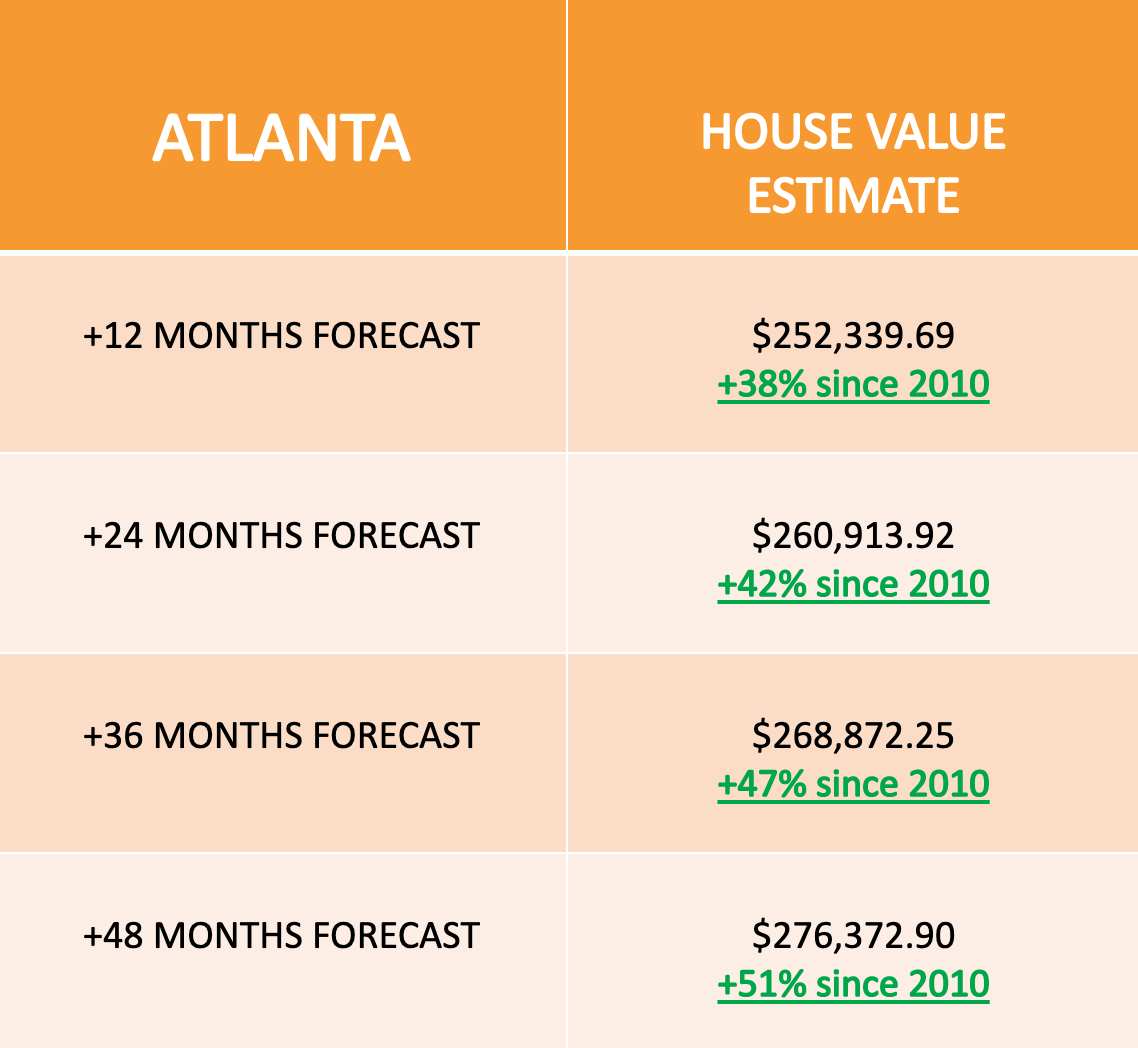 ATLANTA
HOUSE VALUE
ESTIMATE
+12 MONTHS FORECAST
$252,339.69
+38% since 2010
+24 MONTHS FORECAST
$260,913.92
+42% since 2010
+36 MONTHS FORECAST
$268,872.25
+47% since 2010
+48 MONTHS FORECAST
$276,372.90
+51% since 2010